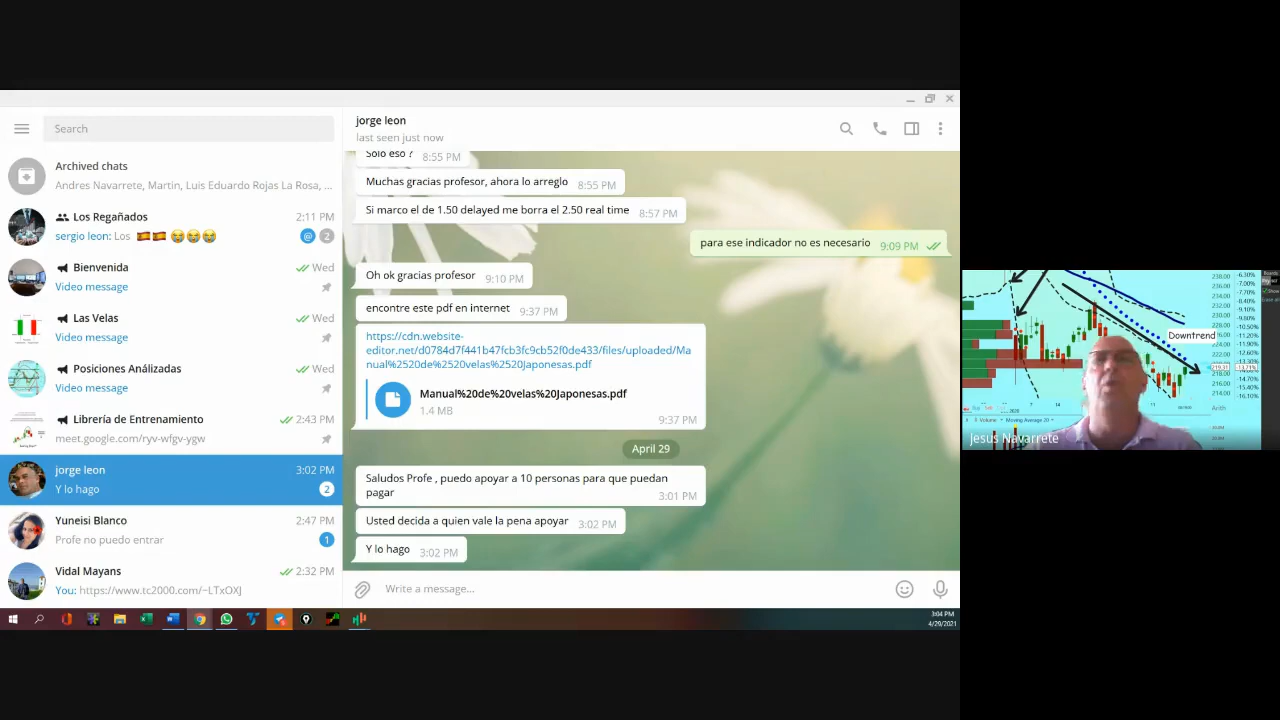 Search
Archived chats
Andres Navarrete, Martin, Luis Eduardo Rojas La Rosa, ...
Los Regañados 2:11 PM
sergio leon: Los 🇪🇸🇪🇸😂😂😂 @ 2
Bienvenida Wed
Video message
Las Velas Wed
Video message
Posiciones Análizadas Wed
Video message
Librería de Entrenamiento 2:43 PM
meet.google.com/ryv-wfgv-ygw
jorge leon 3:02 PM
Y lo hago 2
Yuneisi Blanco 2:47 PM
Profe no puedo entrar 1
Vidal Mayans 2:32 PM
You: https://www.tc2000.com/~LTxOXJ
jorge leon
last seen just now
Solo eso ? 8:55 PM
Muchas gracias profesor, ahora lo arreglo 8:55 PM
Si marco el de 1.50 delayed me borra el 2.50 real time 8:57 PM
para ese indicador no es necesario 9:09 PM
Oh ok gracias profesor 9:10 PM
encontre este pdf en internet 9:37 PM
https://cdn.website-
editor.net/d0784d7f441b47fcb3fc9cb52f0de433/files/uploaded/Ma
nual%2520de%2520velas%2520Japonesas.pdf
Manual%20de%20velas%20Japonesas.pdf
1.4 MB
9:37 PM
April 29
Saludos Profe , puedo apoyar a 10 personas para que puedan
pagar 3:01 PM
Usted decida a quien vale la pena apoyar 3:02 PM
Y lo hago 3:02 PM
Write a message...
3:04 PM
4/29/2021
Downtrend
Jesus Navarrete